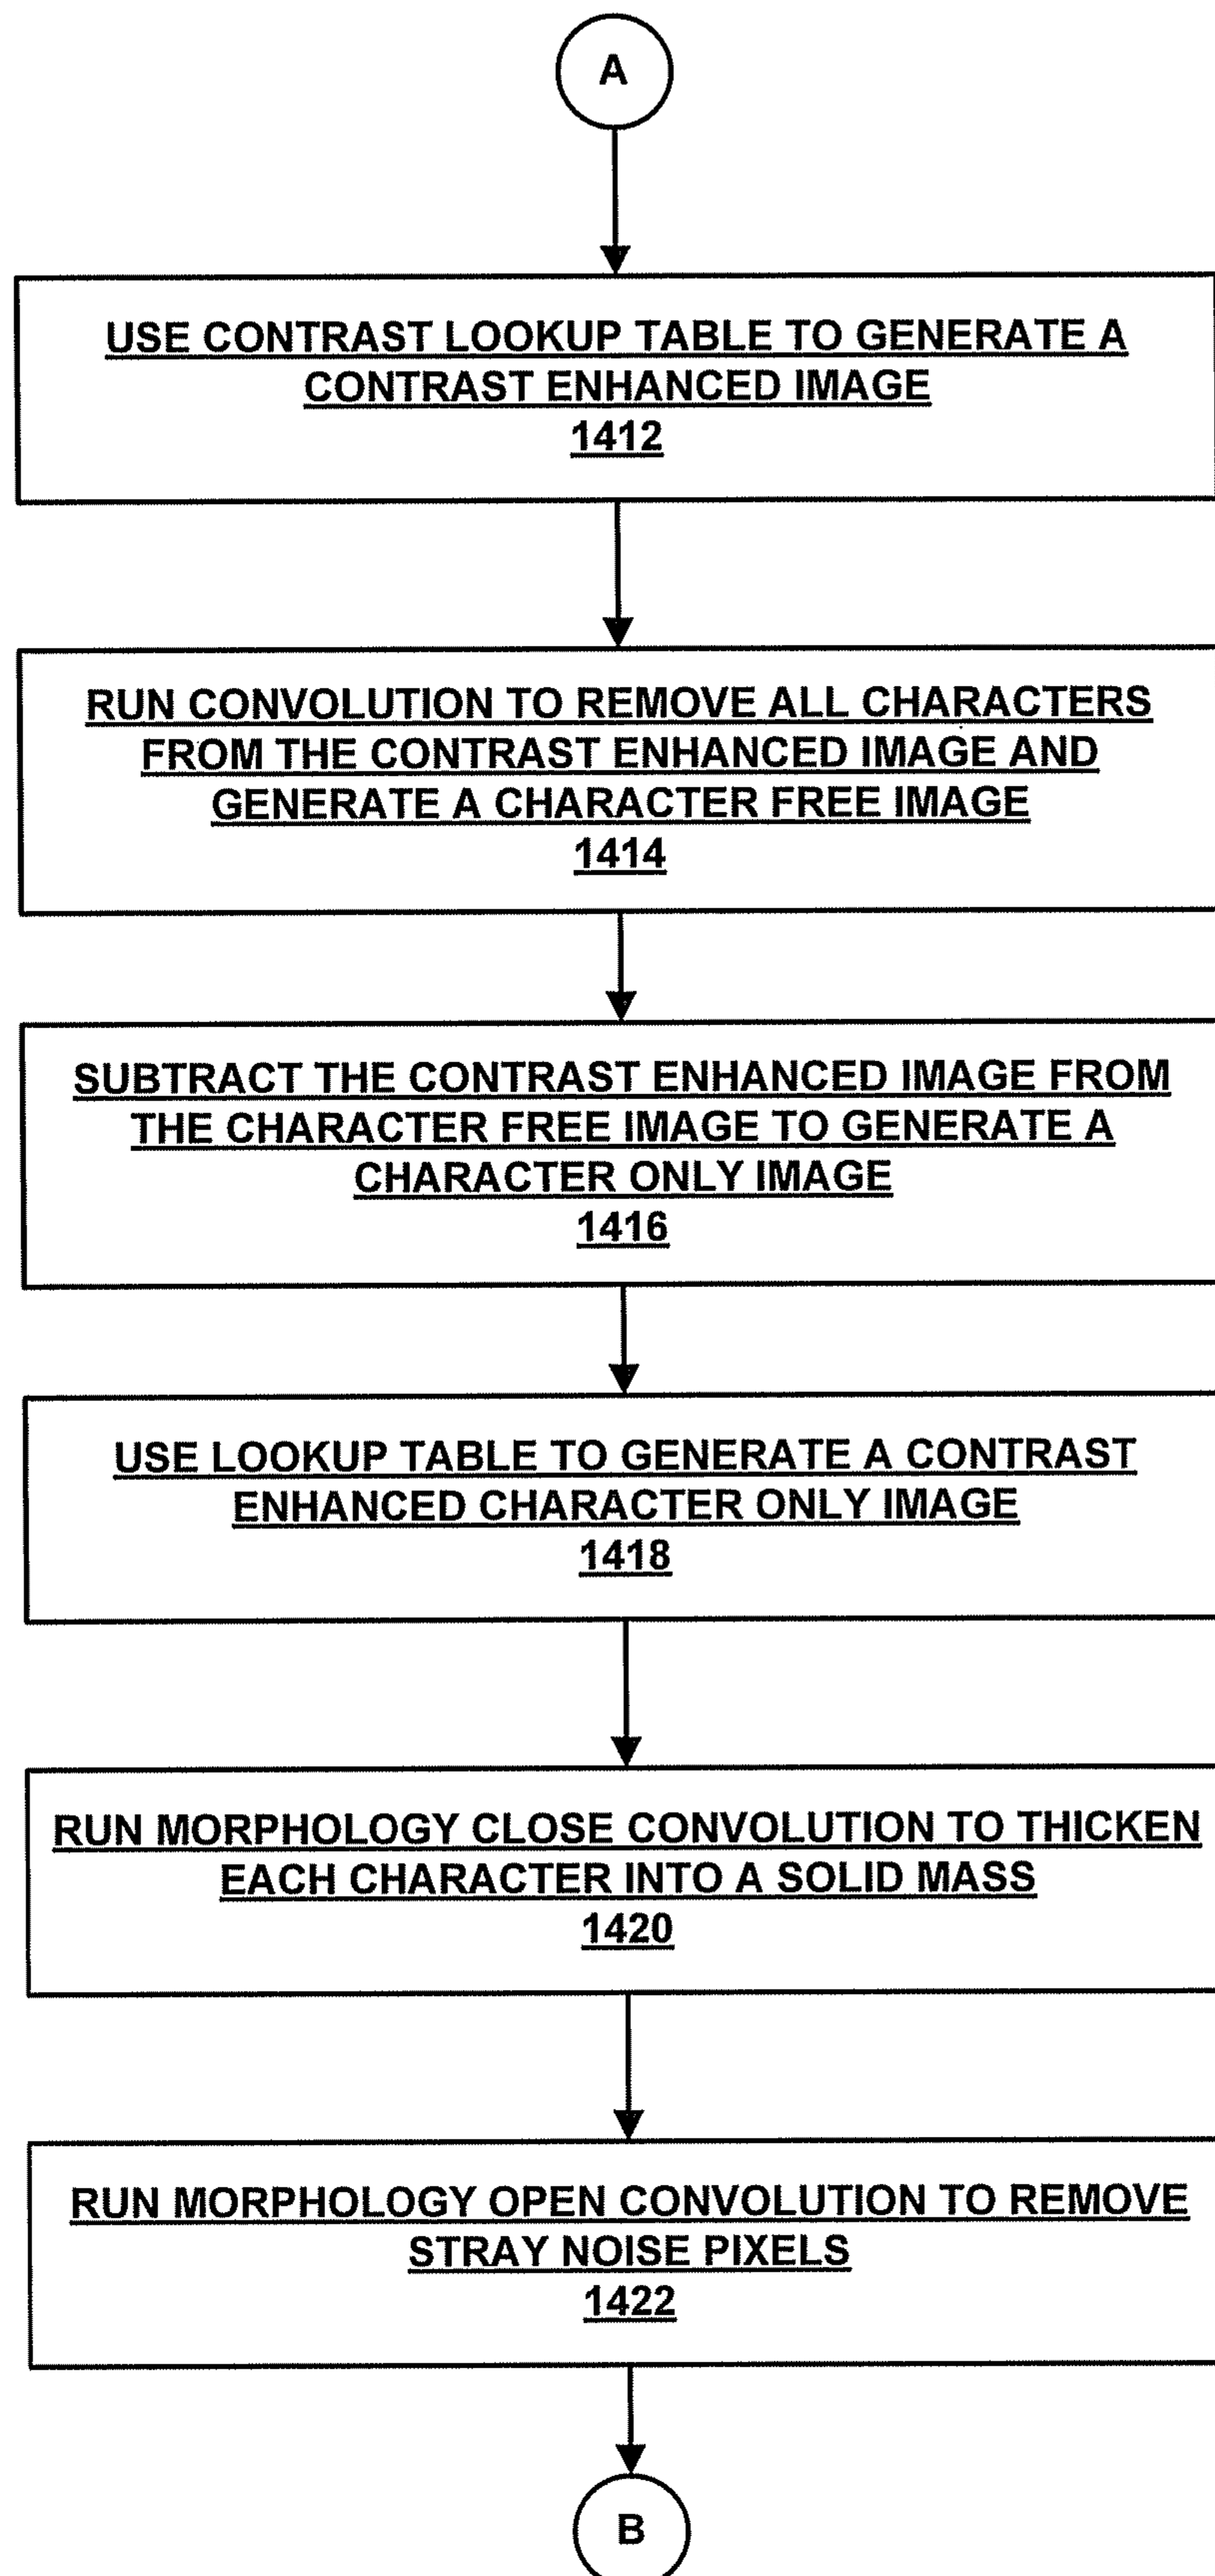 A
USE CONTRAST LOOKUP TABLE TO GENERATE A
CONTRAST ENHANCED IMAGE
1412
RUN CONVOLUTION TO REMOVE ALL CHARACTERS
FROM THE CONTRAST ENHANCED IMAGE AND
GENERATE A CHARACTER FREE IMAGE
1414
SUBTRACT THE CONTRAST ENHANCED IMAGE FROM
THE CHARACTER FREE IMAGE TO GENERATE A
CHARACTER ONLY IMAGE
1416
USE LOOKUP TABLE TO GENERATE A CONTRAST
ENHANCED CHARACTER ONLY IMAGE
1418
RUN MORPHOLOGY CLOSE CONVOLUTION TO THICKEN
EACH CHARACTER INTO A SOLID MASS
1420
RUN MORPHOLOGY OPEN CONVOLUTION TO REMOVE
STRAY NOISE PIXELS
1422
B